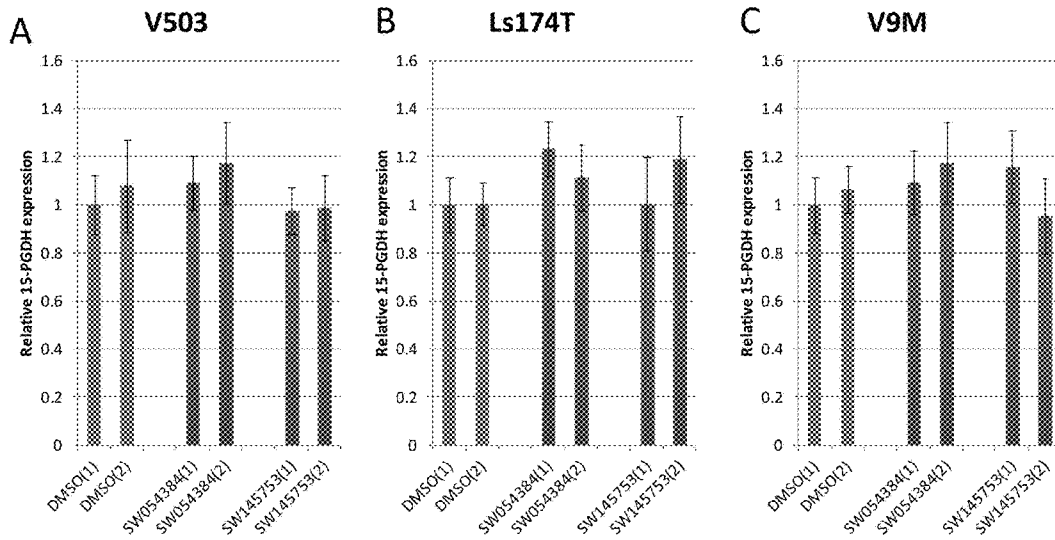 A
V503
Relative 15-PGDH expression
1.6
1.4
1.2
1
0.8
0.6
0.4
0.2
0
DMSO(1)
DMSO(2)
SW054384(1)
SW054384(2)
SW145753(1)
SW145753(2)
B
Ls174T
Relative 15-PGDH expression
1.6
1.4
1.2
1
0.8
0.6
0.4
0.2
0
DMSO(1)
DMSO(2)
SW054384(1)
SW054384(2)
SW145753(1)
SW145753(2)
C
V9M
Relative 15-PGDH expression
1.6
1.4
1.2
1
0.8
0.6
0.4
0.2
0
DMSO(1)
DMSO(2)
SW054384(1)
SW054384(2)
SW145753(1)
SW145753(2)